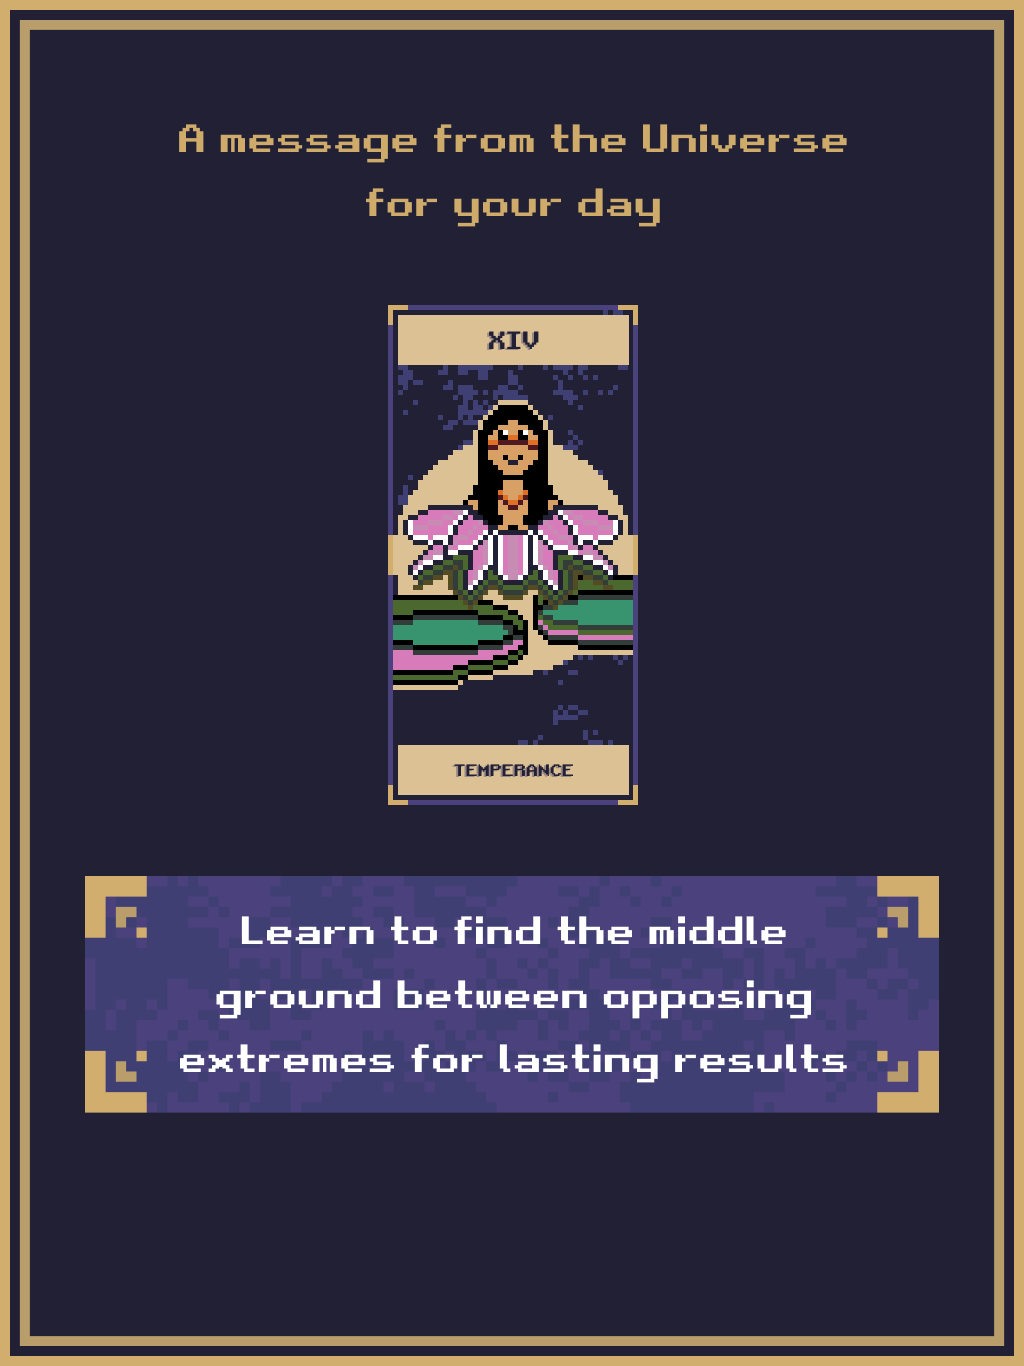 A message from the Universe
for your day
XIV
TEMPERANCE
Learn to find the middle
ground between opposing
extremes for lasting results